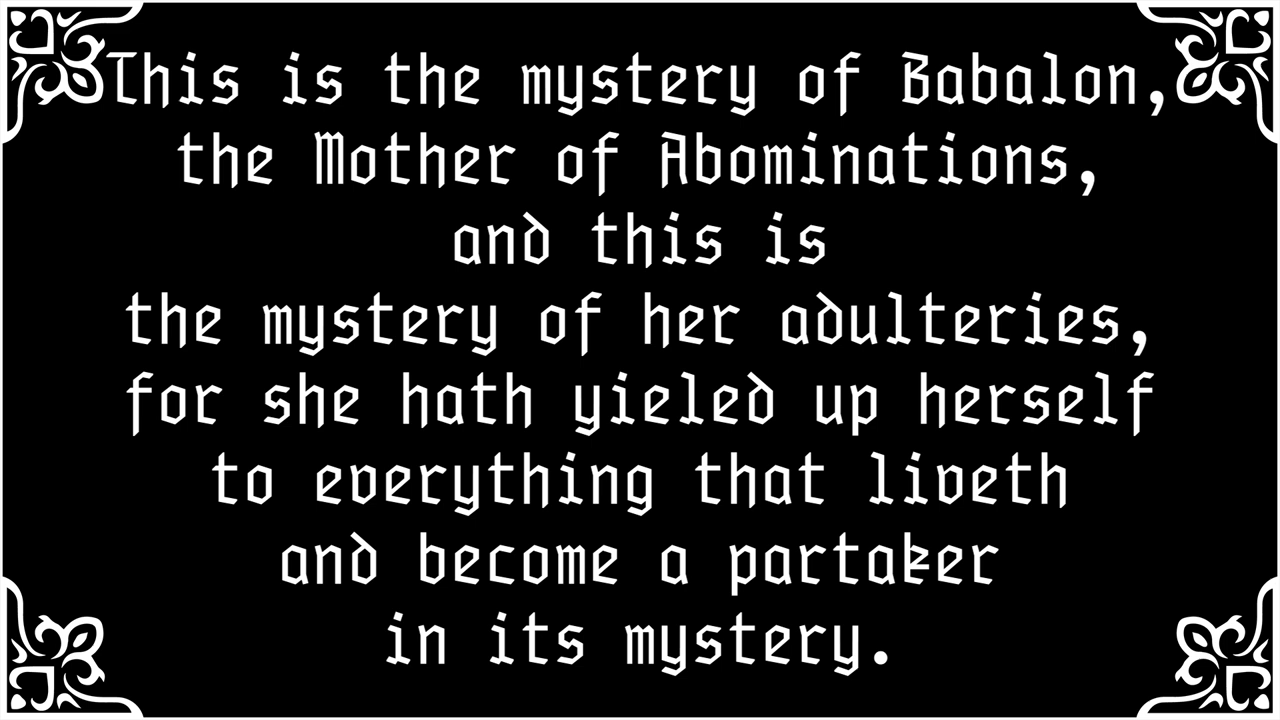 This is the mystery of Babalon,
the Mother of Abominations,
and this is
the mystery of her adulteries,
for she hath yieled up herself
to everything that liveth
and become a partaker
in its mystery.